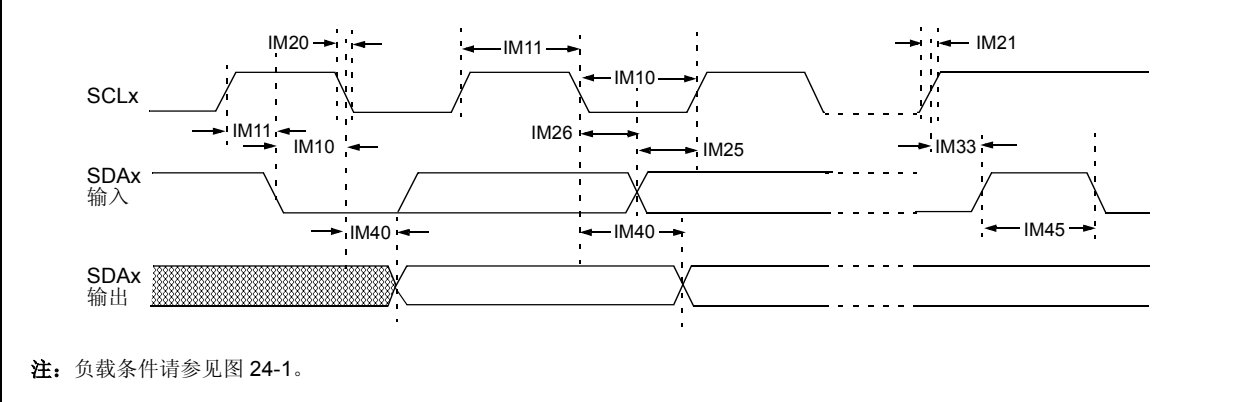 IM20
IM11
IM21
IM10
SCLx
IM11
IM10
IM26
IM25
IM33
SDAx
输入
IM40
IM40
IM45
SDAx
输出
注：负载条件请参见图 24-1。